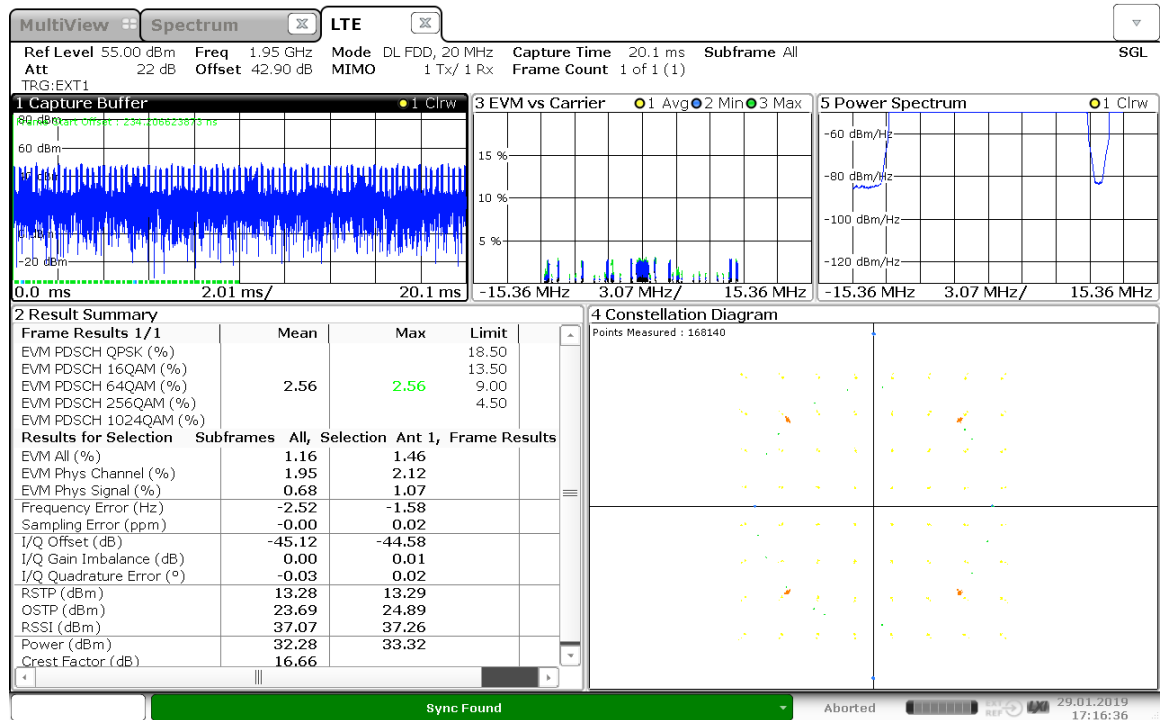 MultiView Spectrum LTE
Ref Level 55.00 dBm Freq 1.95 GHz Mode DL FDD, 20 MHz Capture Time 20.1 ms Subframe All SGL
Att 22 dB Offset 42.90 dB MIMO 1 Tx/ 1 Rx Frame Count 1 of 1 (1)
TRG:EXT1
1 Capture Buffer 1 Clrw
Frame Start Offset : 234.206623873 ns
80 dBm
60 dBm
-20 dBm
0.0 ms 2.01 ms/ 20.1 ms
3 EVM vs Carrier 1 Avg 2 Min 3 Max
15 %
10 %
5 %
-15.36 MHz 3.07 MHz/ 15.36 MHz
5 Power Spectrum 1 Clrw
-60 dBm/Hz
-80 dBm/Hz
-100 dBm/Hz
-120 dBm/Hz
-15.36 MHz 3.07 MHz/ 15.36 MHz
2 Result Summary
Frame Results 1/1 Mean Max Limit
EVM PDSCH QPSK (%) 18.50
EVM PDSCH 16QAM (%) 13.50
EVM PDSCH 64QAM (%) 2.56 2.56 9.00
EVM PDSCH 256QAM (%) 4.50
EVM PDSCH 1024QAM (%)
Results for Selection Subframes All, Selection Ant 1, Frame Results
EVM All (%) 1.16 1.46
EVM Phys Channel (%) 1.95 2.12
EVM Phys Signal (%) 0.68 1.07
Frequency Error (Hz) -2.52 -1.58
Sampling Error (ppm) -0.00 0.02
I/Q Offset (dB) -45.12 -44.58
I/Q Gain Imbalance (dB) 0.00 0.01
I/Q Quadrature Error (°) -0.03 0.02
RSTP (dBm) 13.28 13.29
OSTP (dBm) 23.69 24.89
RSSI (dBm) 37.07 37.26
Power (dBm) 32.28 33.32
Crest Factor (dB) 16.66
4 Constellation Diagram
Points Measured : 168140
Sync Found
Aborted
EXT
REF
LXI
29.01.2019
17:16:36